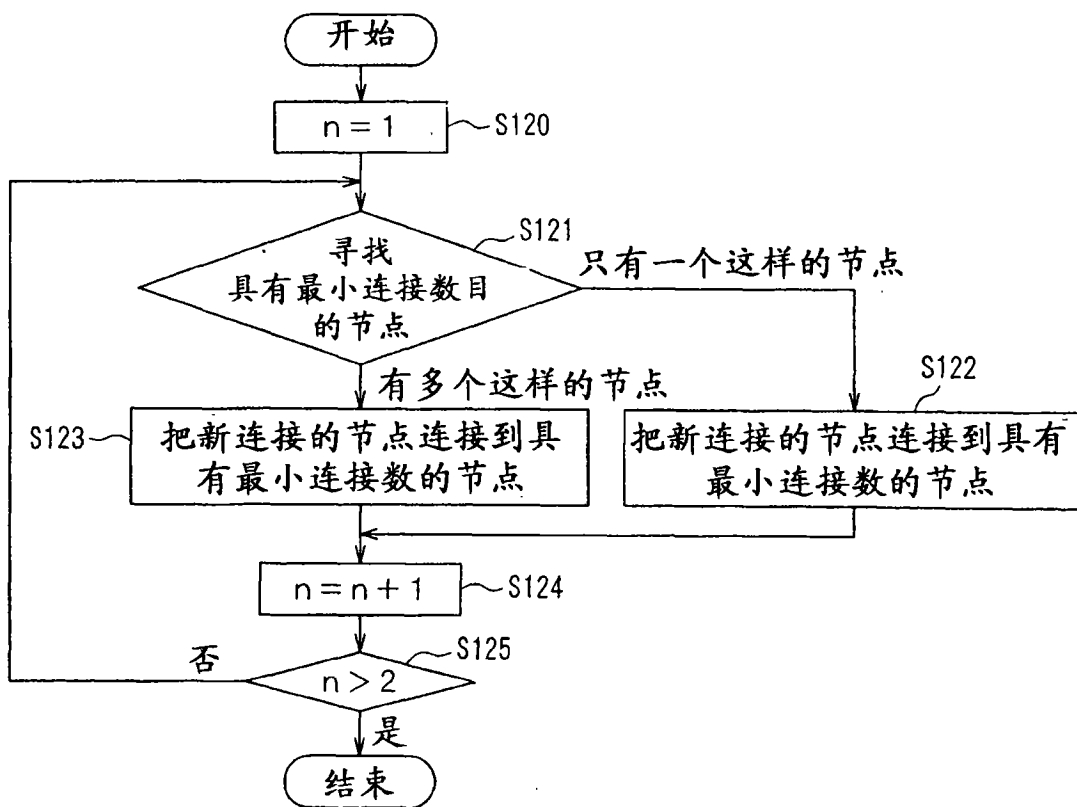 开始
n=1
S120
S121
寻找
具有最小连接数目
的节点
只有一个这样的节点
有多个这样的节点
S122
S123
把新连接的节点连接到具
有最小连接数的节点
把新连接的节点连接到具有
最小连接数的节点
n=n+1
S124
S125
否
n>2
是
结束